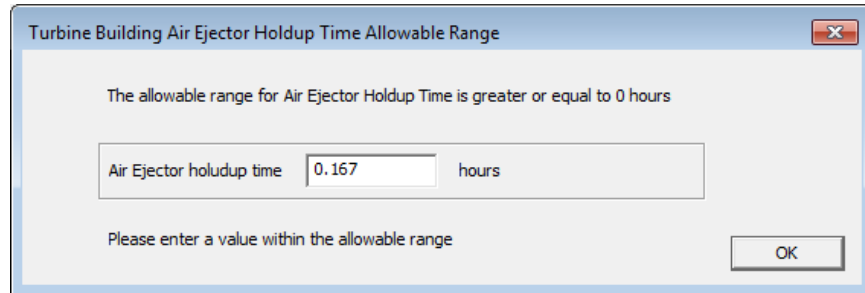 Turbine Building Air Ejector Holdup Time Allowable Range
The allowable range for Air Ejector Holdup Time is greater or equal to 0 hours
Air Ejector holudup time 0.167 hours
Please enter a value within the allowable range
OK